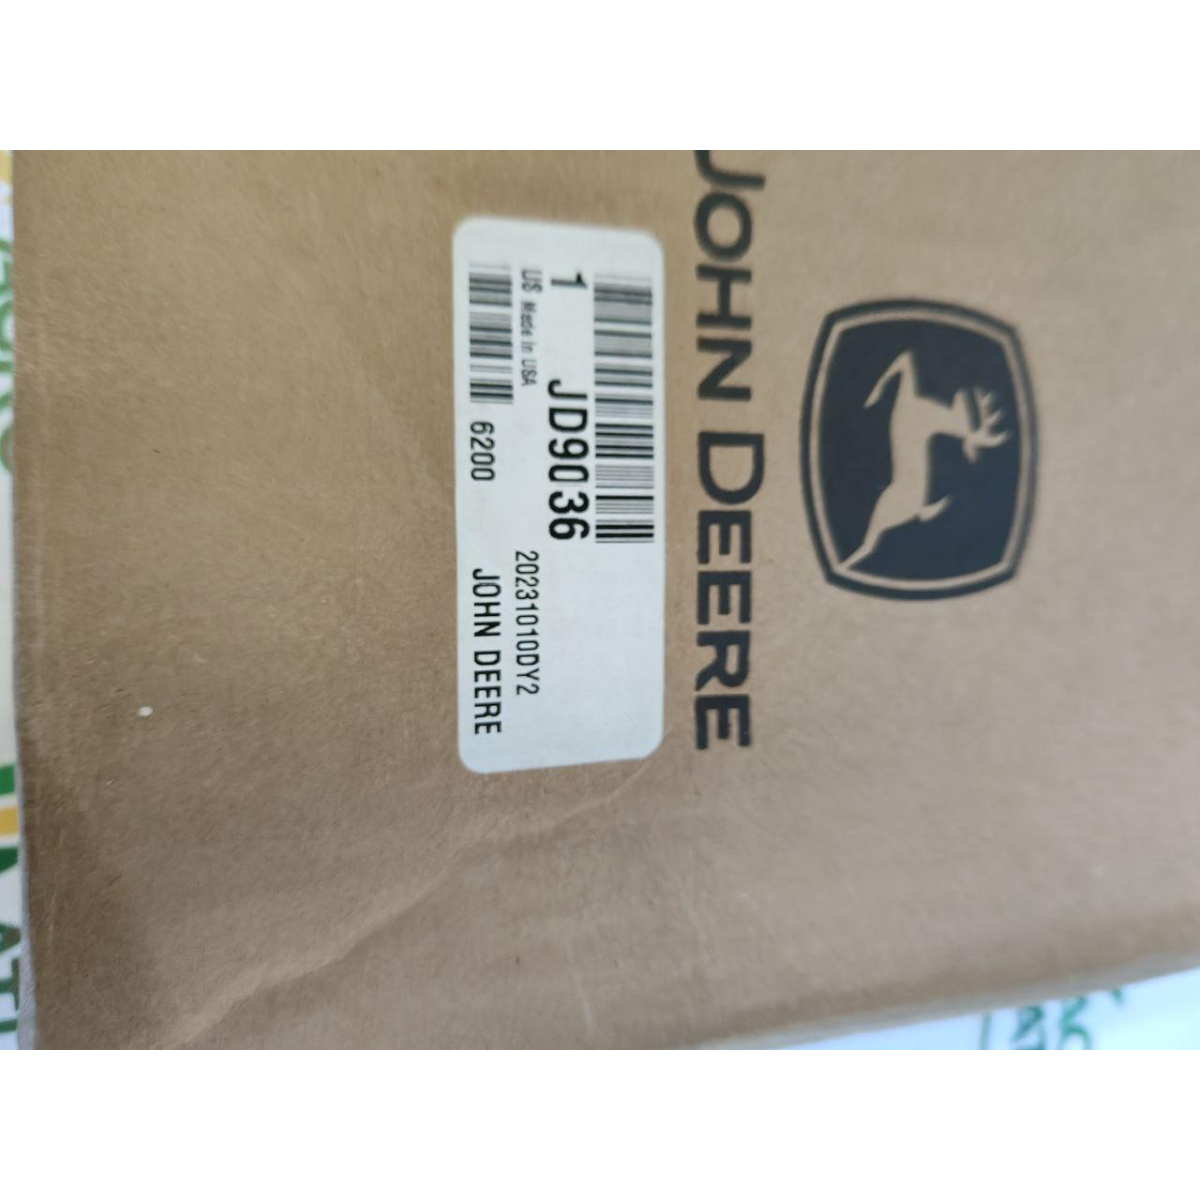 JOHN DEERE
1 JD9036
US Made in USA 20231010DY2
6200 JOHN DEERE